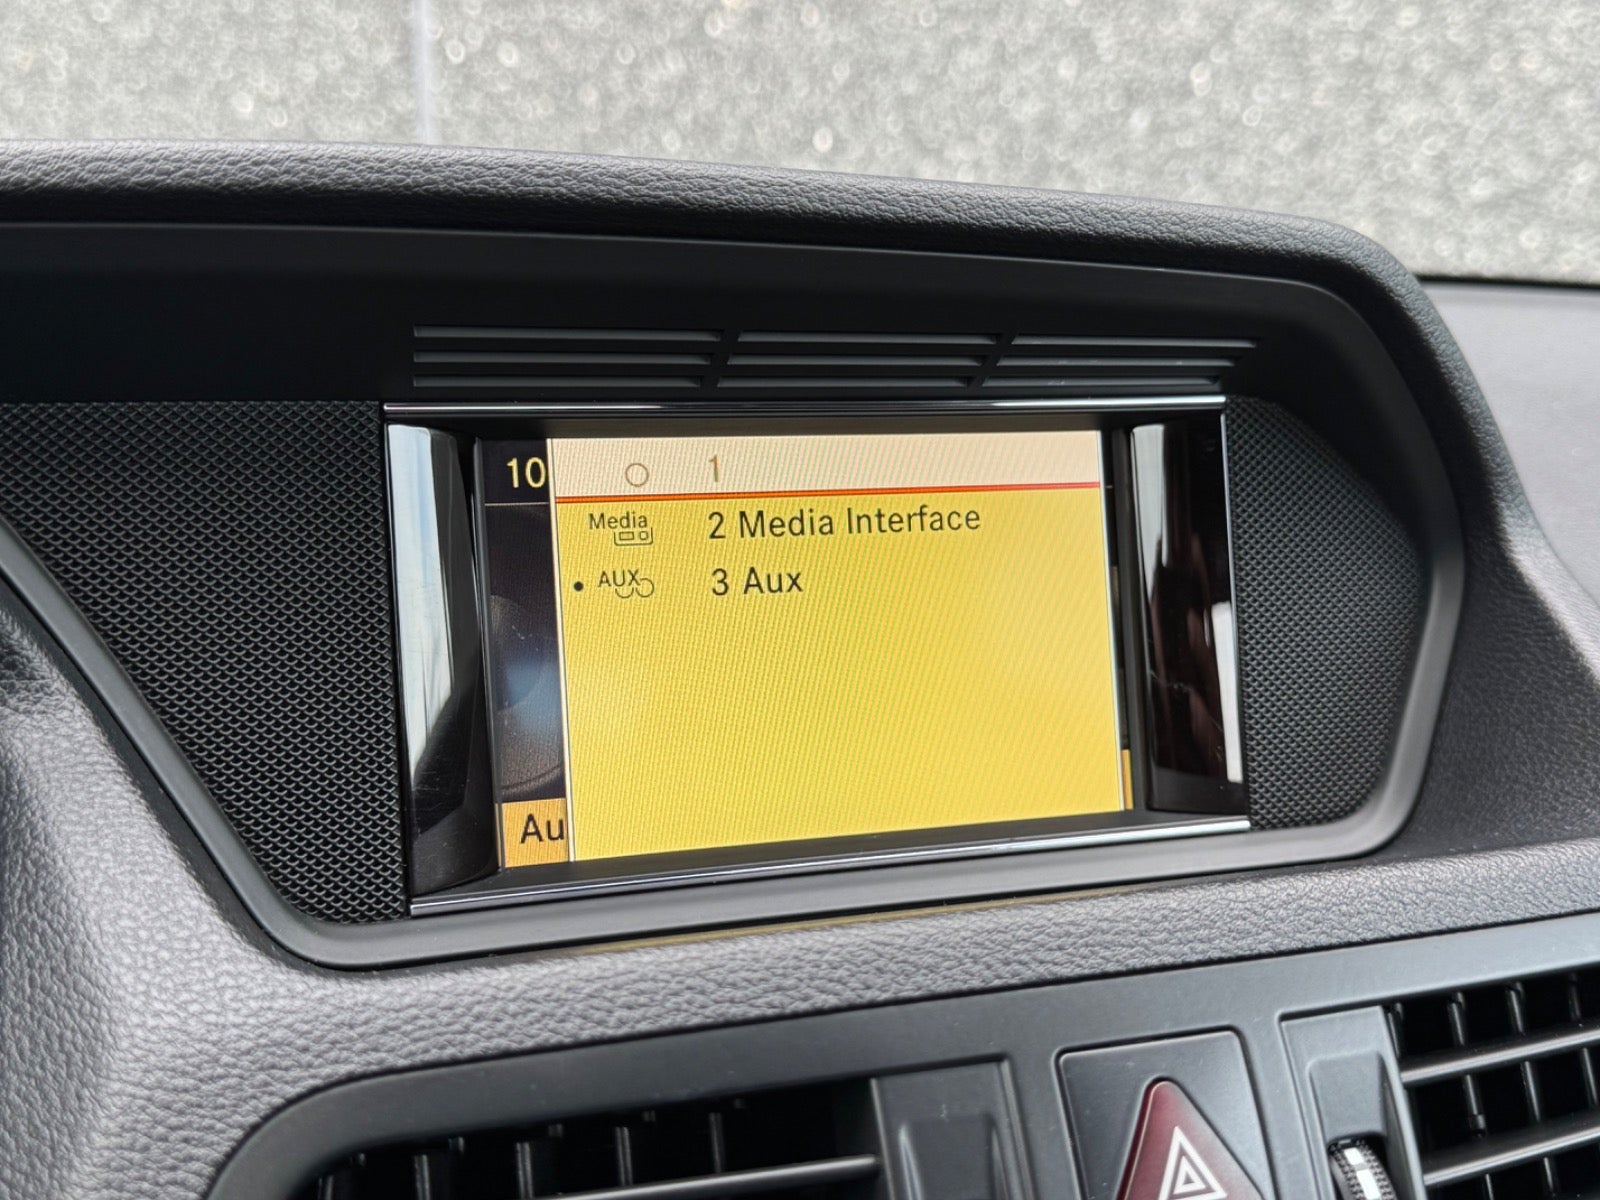 10
1
Media 2 Media Interface
• AUX 3 Aux
Au